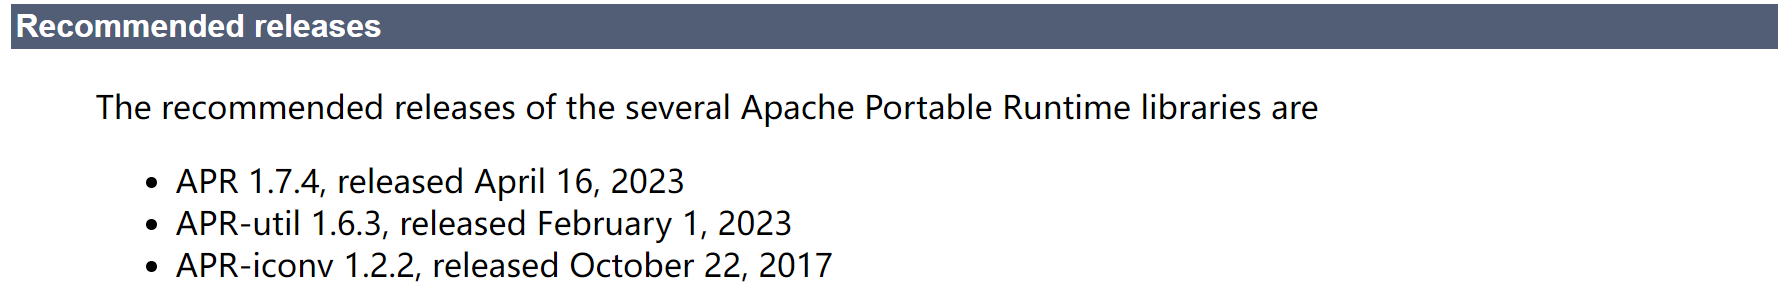 Recommended releases
The recommended releases of the several Apache Portable Runtime libraries are
• APR 1.7.4, released April 16, 2023
• APR-util 1.6.3, released February 1, 2023
• APR-iconv 1.2.2, released October 22, 2017